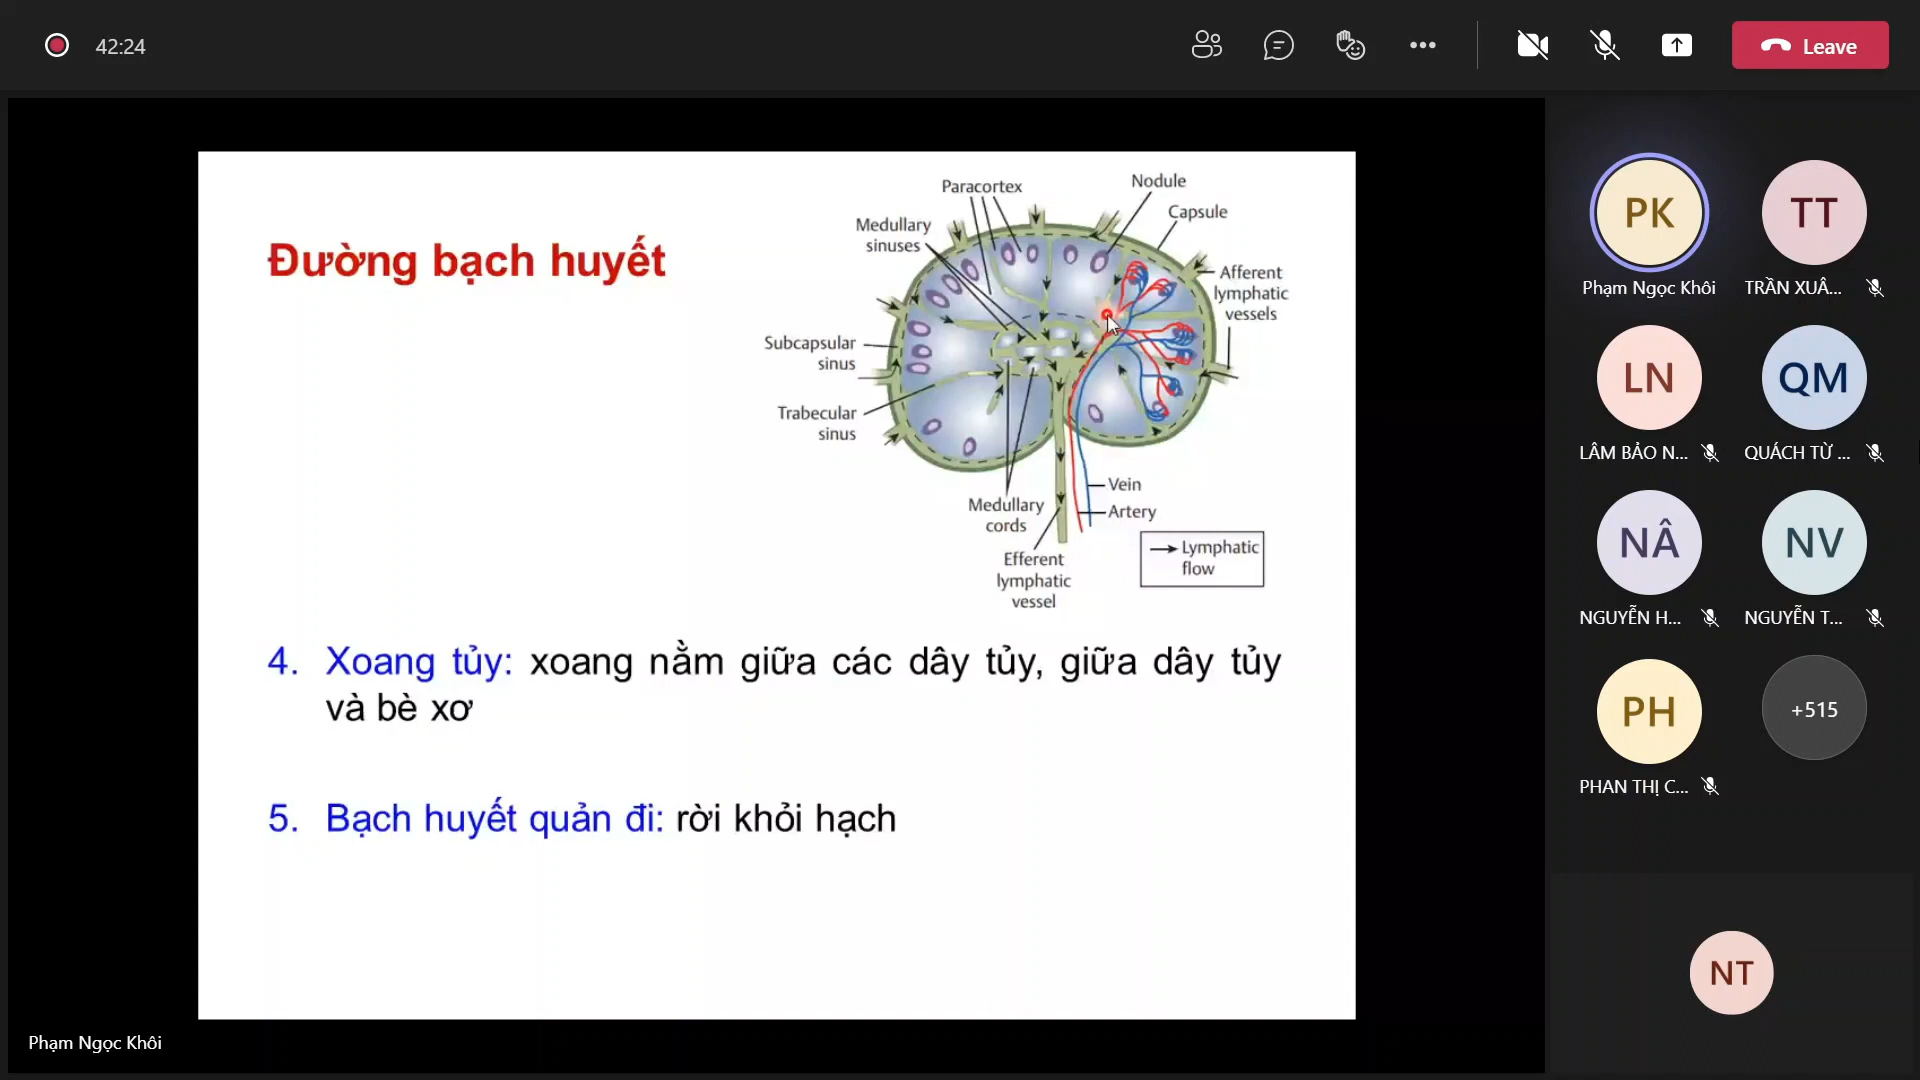 42:24
Leave
Đường bạch huyết
Paracortex
Nodule
Capsule
Medullary
sinuses
Afferent
lymphatic
vessels
Subcapsular
sinus
Trabecular
sinus
Vein
Artery
Medullary
cords
Efferent
lymphatic
vessel
Lymphatic
flow
4. Xoang tủy: xoang nằm giữa các dây tủy, giữa dây tủy
và bè xơ
5. Bạch huyết quản đi: rời khỏi hạch
Phạm Ngọc Khôi
PK
TT
Phạm Ngọc Khôi
TRẦN XUÂ...
LN
QM
LÂM BẢO N...
QUÁCH TỪ ...
NÂ
NV
NGUYỄN H...
NGUYỄN T...
PH
+515
PHAN THỊ C...
NT